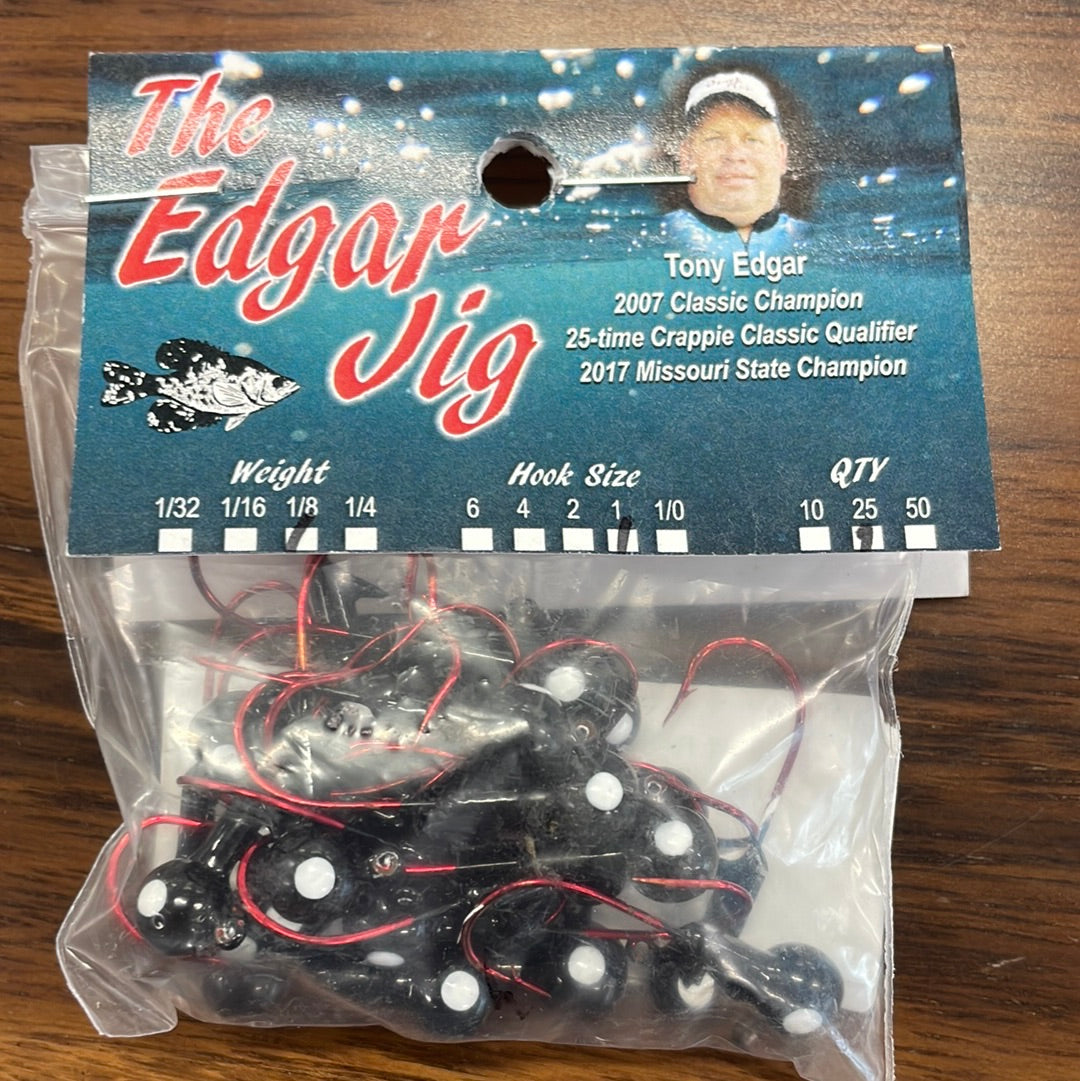 The
Edgar
Jig
Tony Edgar
2007 Classic Champion
25-time Crappie Classic Qualifier
2017 Missouri State Champion
Weight
1/32 1/16 1/8 1/4
Hook Size
6 4 2 1 1/0
QTY
10 25 50